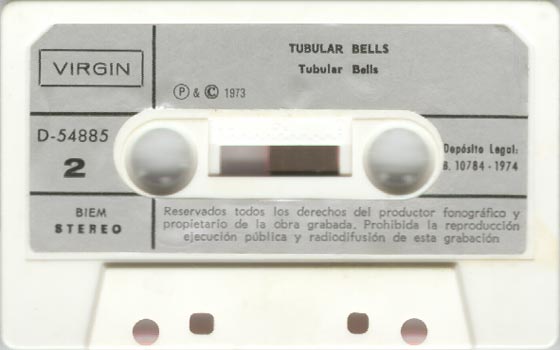 VIRGIN
TUBULAR BELLS
Tubular Bells
Ⓟ & © 1973
D-54885
2
Depósito Legal:
B. 10784 - 1974
BIEM
STEREO
Reservados todos los derechos del productor fonográfico y
propietario de la obra grabada. Prohibida la reproducción
ejecución pública y radiodifusión de esta grabación